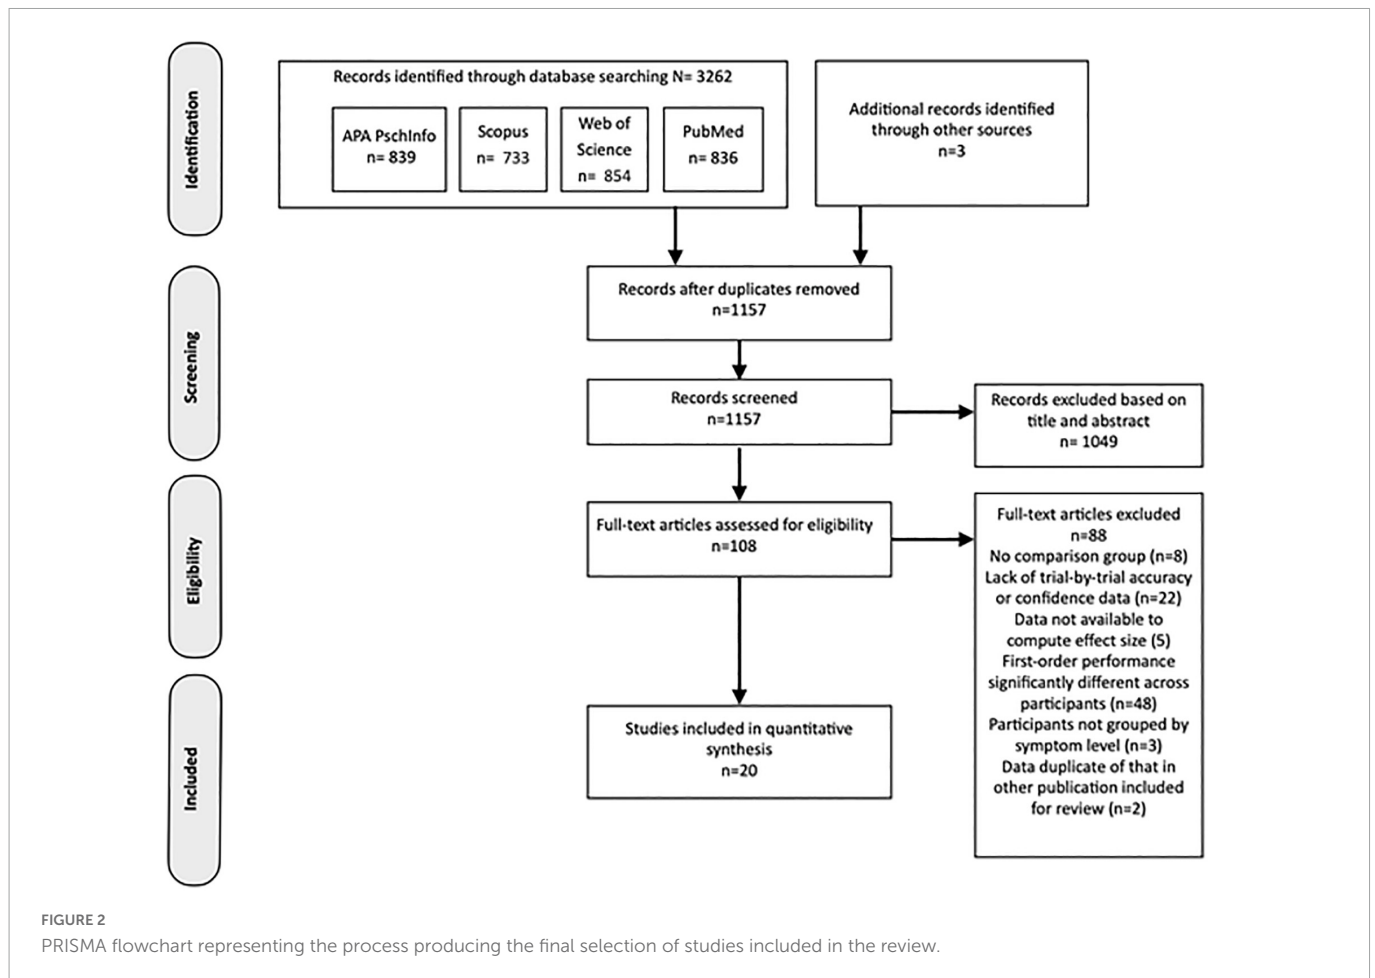 Identification
Records identified through database searching N= 3262
APA PschInfo
n= 839
Scopus
n= 733
Web of
Science
n= 854
PubMed
n= 836
Additional records identified
through other sources
n=3
Screening
Records after duplicates removed
n=1157
Records screened
n=1157
Records excluded based on
title and abstract
n= 1049
Eligibility
Full-text articles assessed for eligibility
n=108
Full-text articles excluded
n=88
No comparison group (n=8)
Lack of trial-by-trial accuracy
or confidence data (n=22)
Data not available to
compute effect size (5)
First-order performance
significantly different across
participants (n=48)
Participants not grouped by
symptom level (n=3)
Data duplicate of that in
other publication included
for review (n=2)
Included
Studies included in quantitative
synthesis
n=20
FIGURE 2
PRISMA flowchart representing the process producing the final selection of studies included in the review.